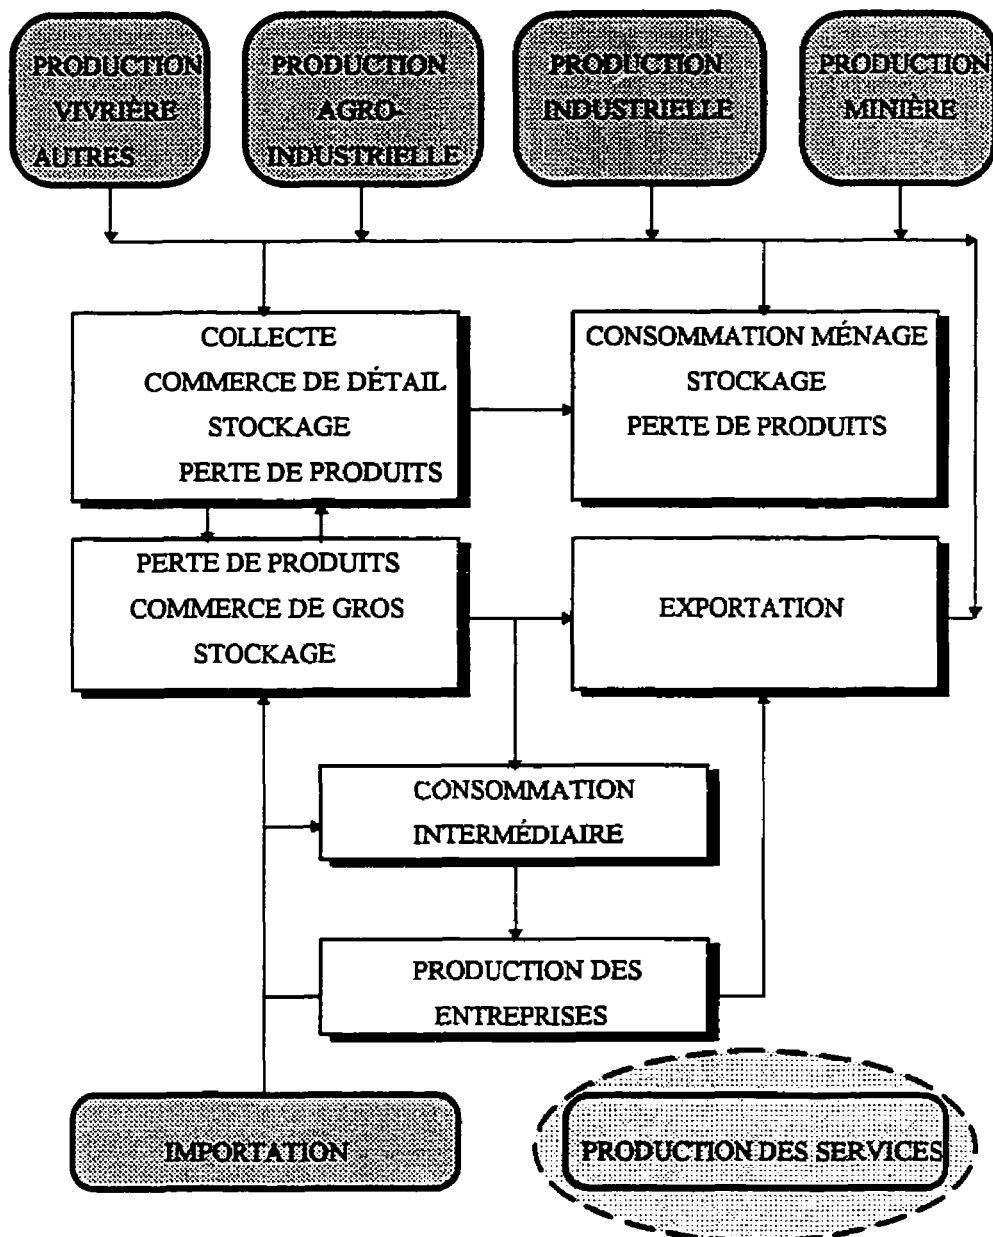 PRODUCTION
VIVRIÈRE
AUTRES
PRODUCTION
AGRO-
INDUSTRIELLE
PRODUCTION
INDUSTRIELLE
PRODUCTION
MINIÈRE
COLLECTE
COMMERCE DE DÉTAIL
STOCKAGE
PERTE DE PRODUITS
CONSOMMATION MÉNAGE
STOCKAGE
PERTE DE PRODUITS
PERTE DE PRODUITS
COMMERCE DE GROS
STOCKAGE
EXPORTATION
CONSOMMATION
INTERMÉDIAIRE
PRODUCTION DES
ENTREPRISES
IMPORTATION
PRODUCTION DES SERVICES